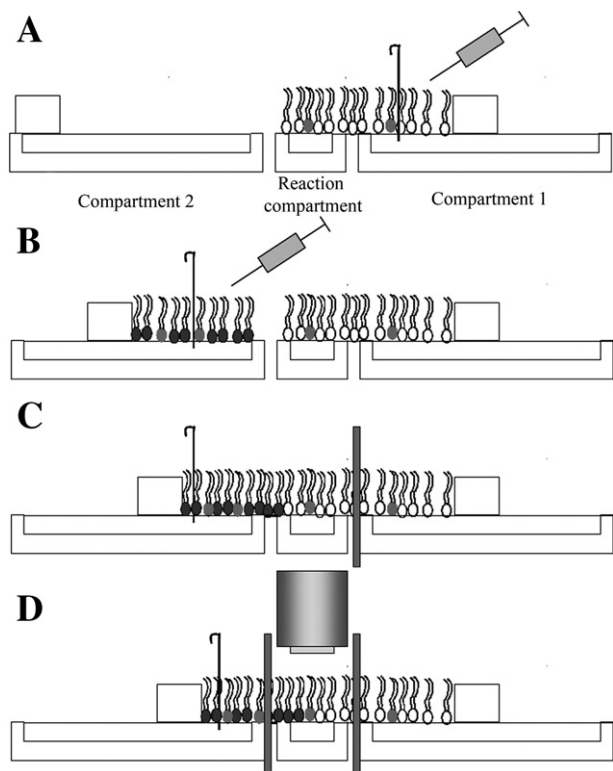 A
Compartment 2
Reaction
compartment
Compartment 1
B
C
D